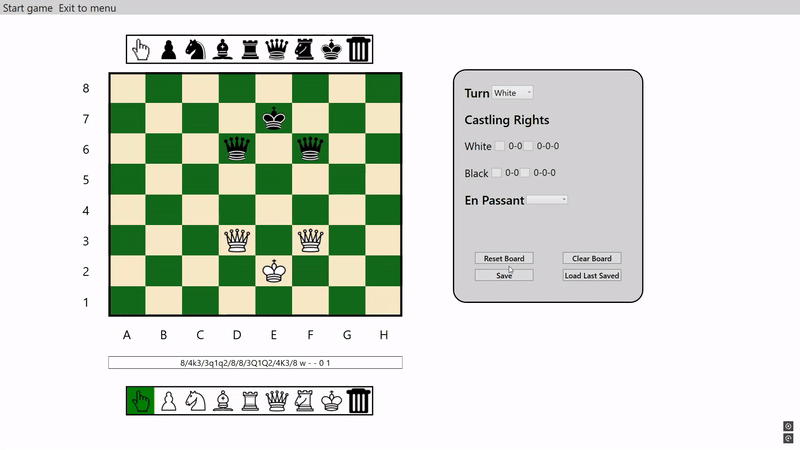 Start game Exit to menu
8
7
6
5
4
3
2
1
A B C D E F G H
8/4k3/3q1q2/8/8/3Q1Q2/4K3/8 w - - 0 1
Turn White
Castling Rights
White 0-0 0-0-0
Black 0-0 0-0-0
En Passant
Reset Board Clear Board
Save Load Last Saved